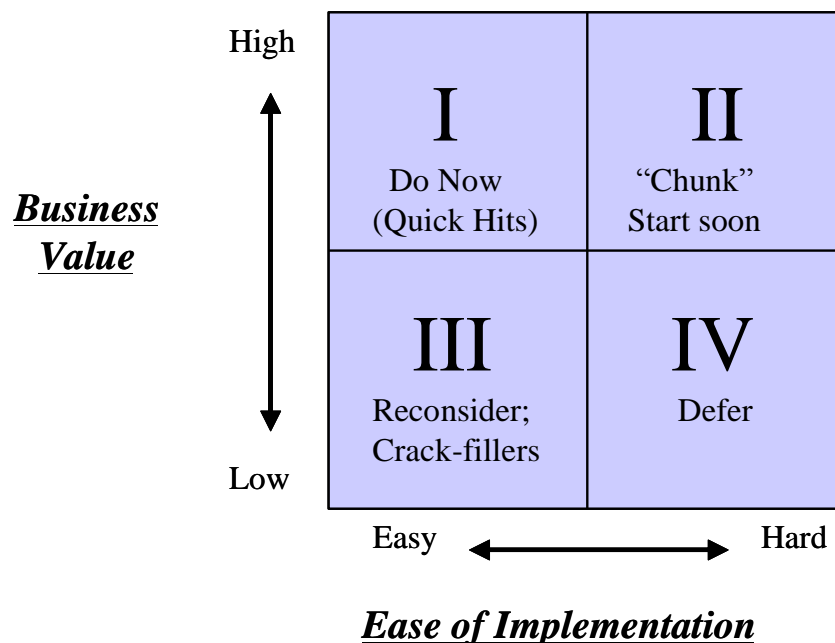 High
I
Do Now
(Quick Hits)
II
“Chunk”
Start soon
Business
Value
III
Reconsider;
Crack-fillers
IV
Defer
Low
Easy
Hard
Ease of Implementation